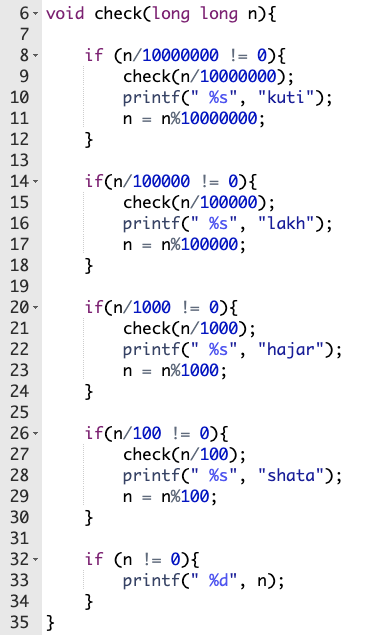 6 void check(long long n){
7
8 if (n/10000000 != 0){
9 check(n/10000000);
10 printf(" %s", "kuti");
11 n = n%10000000;
12 }
13
14 if(n/100000 != 0){
15 check(n/100000);
16 printf(" %s", "lakh");
17 n = n%100000;
18 }
19
20 if(n/1000 != 0){
21 check(n/1000);
22 printf(" %s", "hajar");
23 n = n%1000;
24 }
25
26 if(n/100 != 0){
27 check(n/100);
28 printf(" %s", "shata");
29 n = n%100;
30 }
31
32 if (n != 0){
33 printf(" %d", n);
34 }
35 }